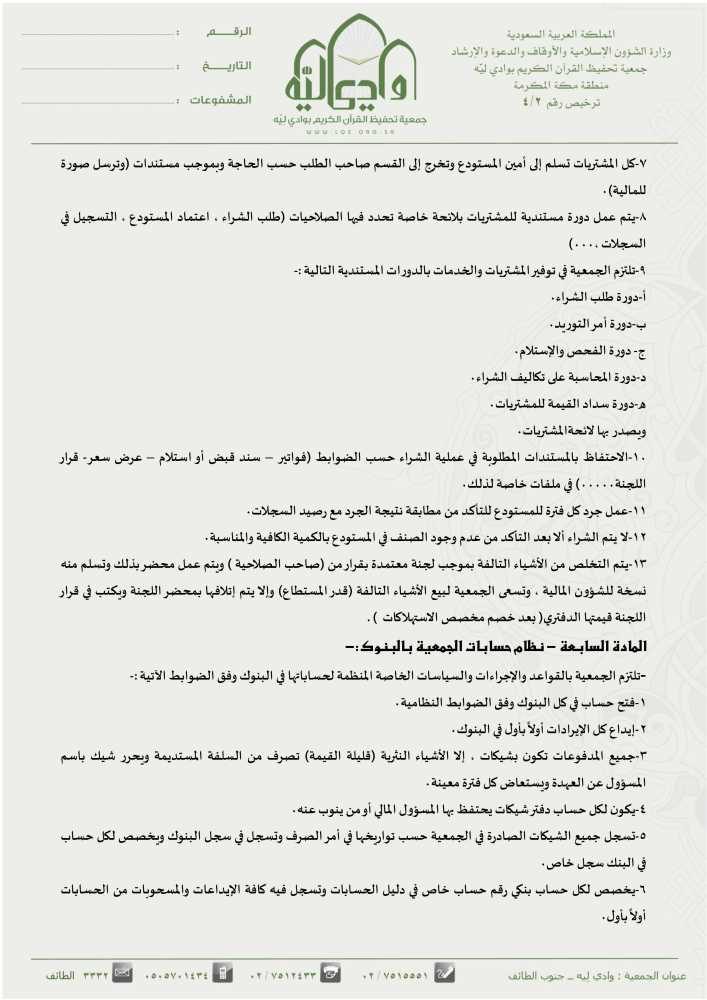 المملكة العربية السعودية
وزارة الشؤون الإسلامية والأوقاف والدعوة والإرشاد
جمعية تحفيظ القرآن الكريم بوادي ليّه
منطقة مكة المكرمة
ترخيص رقم ٤/٢
وادي ليّه
جمعية تحفيظ القرآن الكريم بوادي ليّه
الرقــــم :
التاريــــخ :
المشفوعات :
٧-كل المشتريات تسلم إلى أمين المستودع وتخرج إلى القسم صاحب الطلب حسب الحاجة وبموجب مستندات (وترسل صورة
للمالية).
٨-يتم عمل دورة مستندية للمشتريات بلائحة خاصة تحدد فيها الصلاحيات (طلب الشراء ، اعتماد المستودع ، التسجيل في
السجلات ،...)
٩-تلتزم الجمعية في توفير المشتريات والخدمات بالدورات المستندية التالية :-
أ-دورة طلب الشراء.
ب-دورة أمر التوريد.
ج- دورة الفحص والإستلام.
د-دورة المحاسبة على تكاليف الشراء.
ه-دورة سداد القيمة للمشتريات.
ويصدر بها لائحة المشتريات.
١٠-الاحتفاظ بالمستندات المطلوبة في عملية الشراء حسب الضوابط (فواتير – سند قبض أو استلام – عرض سعر- قرار
اللجنة.....) في ملفات خاصة لذلك.
١١-عمل جرد كل فترة للمستودع للتأكد من مطابقة نتيجة الجرد مع رصيد السجلات.
١٢-لا يتم الشراء ألا بعد التأكد من عدم وجود الصنف في المستودع بالكمية الكافية والمناسبة.
١٣-يتم التخلص من الأشياء التالفة بموجب لجنة معتمدة بقرار من (صاحب الصلاحية ) ويتم عمل محضر بذلك وتسلم منه
نسخة للشؤون المالية ، وتسعى الجمعية لبيع الأشياء التالفة (قدر المستطاع) وإلا يتم إتلافها بمحضر اللجنة ويكتب في قرار
اللجنة قيمتها الدفتري( بعد خصم مخصص الاستهلاكات ) .
المادة السابعة – نظام حسابات الجمعية بالبنوك :-
-تلتزم الجمعية بالقواعد والإجراءات والسياسات الخاصة المنظمة لحساباتها في البنوك وفق الضوابط الآتية :-
١-فتح حساب في كل البنوك وفق الضوابط النظامية.
٢-إيداع كل الإيرادات أولاً بأول في البنوك.
٣-جميع المدفوعات تكون بشيكات ، إلا الأشياء النثرية (قليلة القيمة) تصرف من السلفة المستديمة ويحرر شيك باسم
المسؤول عن العهدة ويستعاض كل فترة معينة.
٤-يكون لكل حساب دفتر شيكات يحتفظ بها المسؤول المالي أو من ينوب عنه.
٥-تسجل جميع الشيكات الصادرة في الجمعية حسب تواريخها في أمر الصرف وتسجل في سجل البنوك ويخصص لكل حساب
في البنك سجل خاص.
٦-يخصص لكل حساب بنكي رقم حساب خاص في دليل الحسابات وتسجل فيه كافة الإيداعات والمسحوبات من الحسابات
أولاً بأول.
عنوان الجمعية : وادي ليه ــ جنوب الطائف ٠٢ / ٧٥١٥٥٥١ ٠٢ / ٧٥١٢٤٣٣ ٠٥٠٥٧٠١٤٣٤ ٣٣٣٢ الطائف